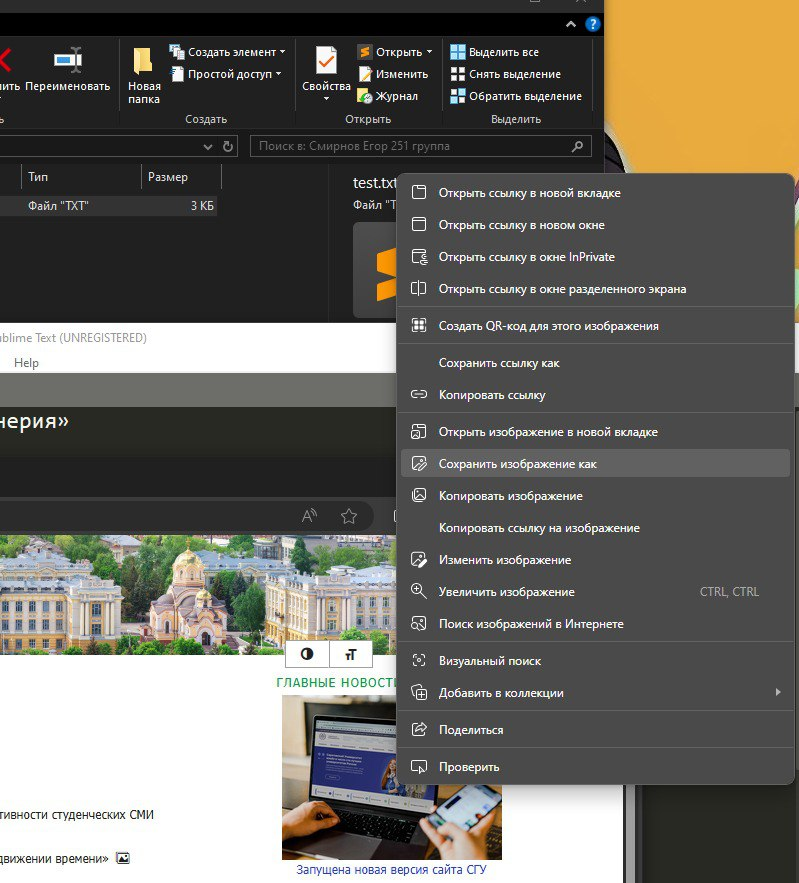 ?
Переименовать
Новая
папка
Создать элемент
Простой доступ
Создать
Свойства
Открыть
Изменить
Журнал
Открыть
Выделить все
Снять выделение
Обратить выделение
Выделить
Поиск в: Смирнов Егор 251 группа
Тип
Размер
Файл "TXT"
3 КБ
test.txt
Файл "T
ublime Text (UNREGISTERED)
Help
нерия»
Открыть ссылку в новой вкладке
Открыть ссылку в новом окне
Открыть ссылку в окне InPrivate
Открыть ссылку в окне разделенного экрана
Создать QR-код для этого изображения
Сохранить ссылку как
Копировать ссылку
Открыть изображение в новой вкладке
Сохранить изображение как
Копировать изображение
Копировать ссылку на изображение
Изменить изображение
Увеличить изображение CTRL, CTRL
Поиск изображений в Интернете
Визуальный поиск
Добавить в коллекции
Поделиться
Проверить
ГЛАВНЫЕ НОВОСТИ
тивности студенческих СМИ
движении времени»
Запущена новая версия сайта СГУ